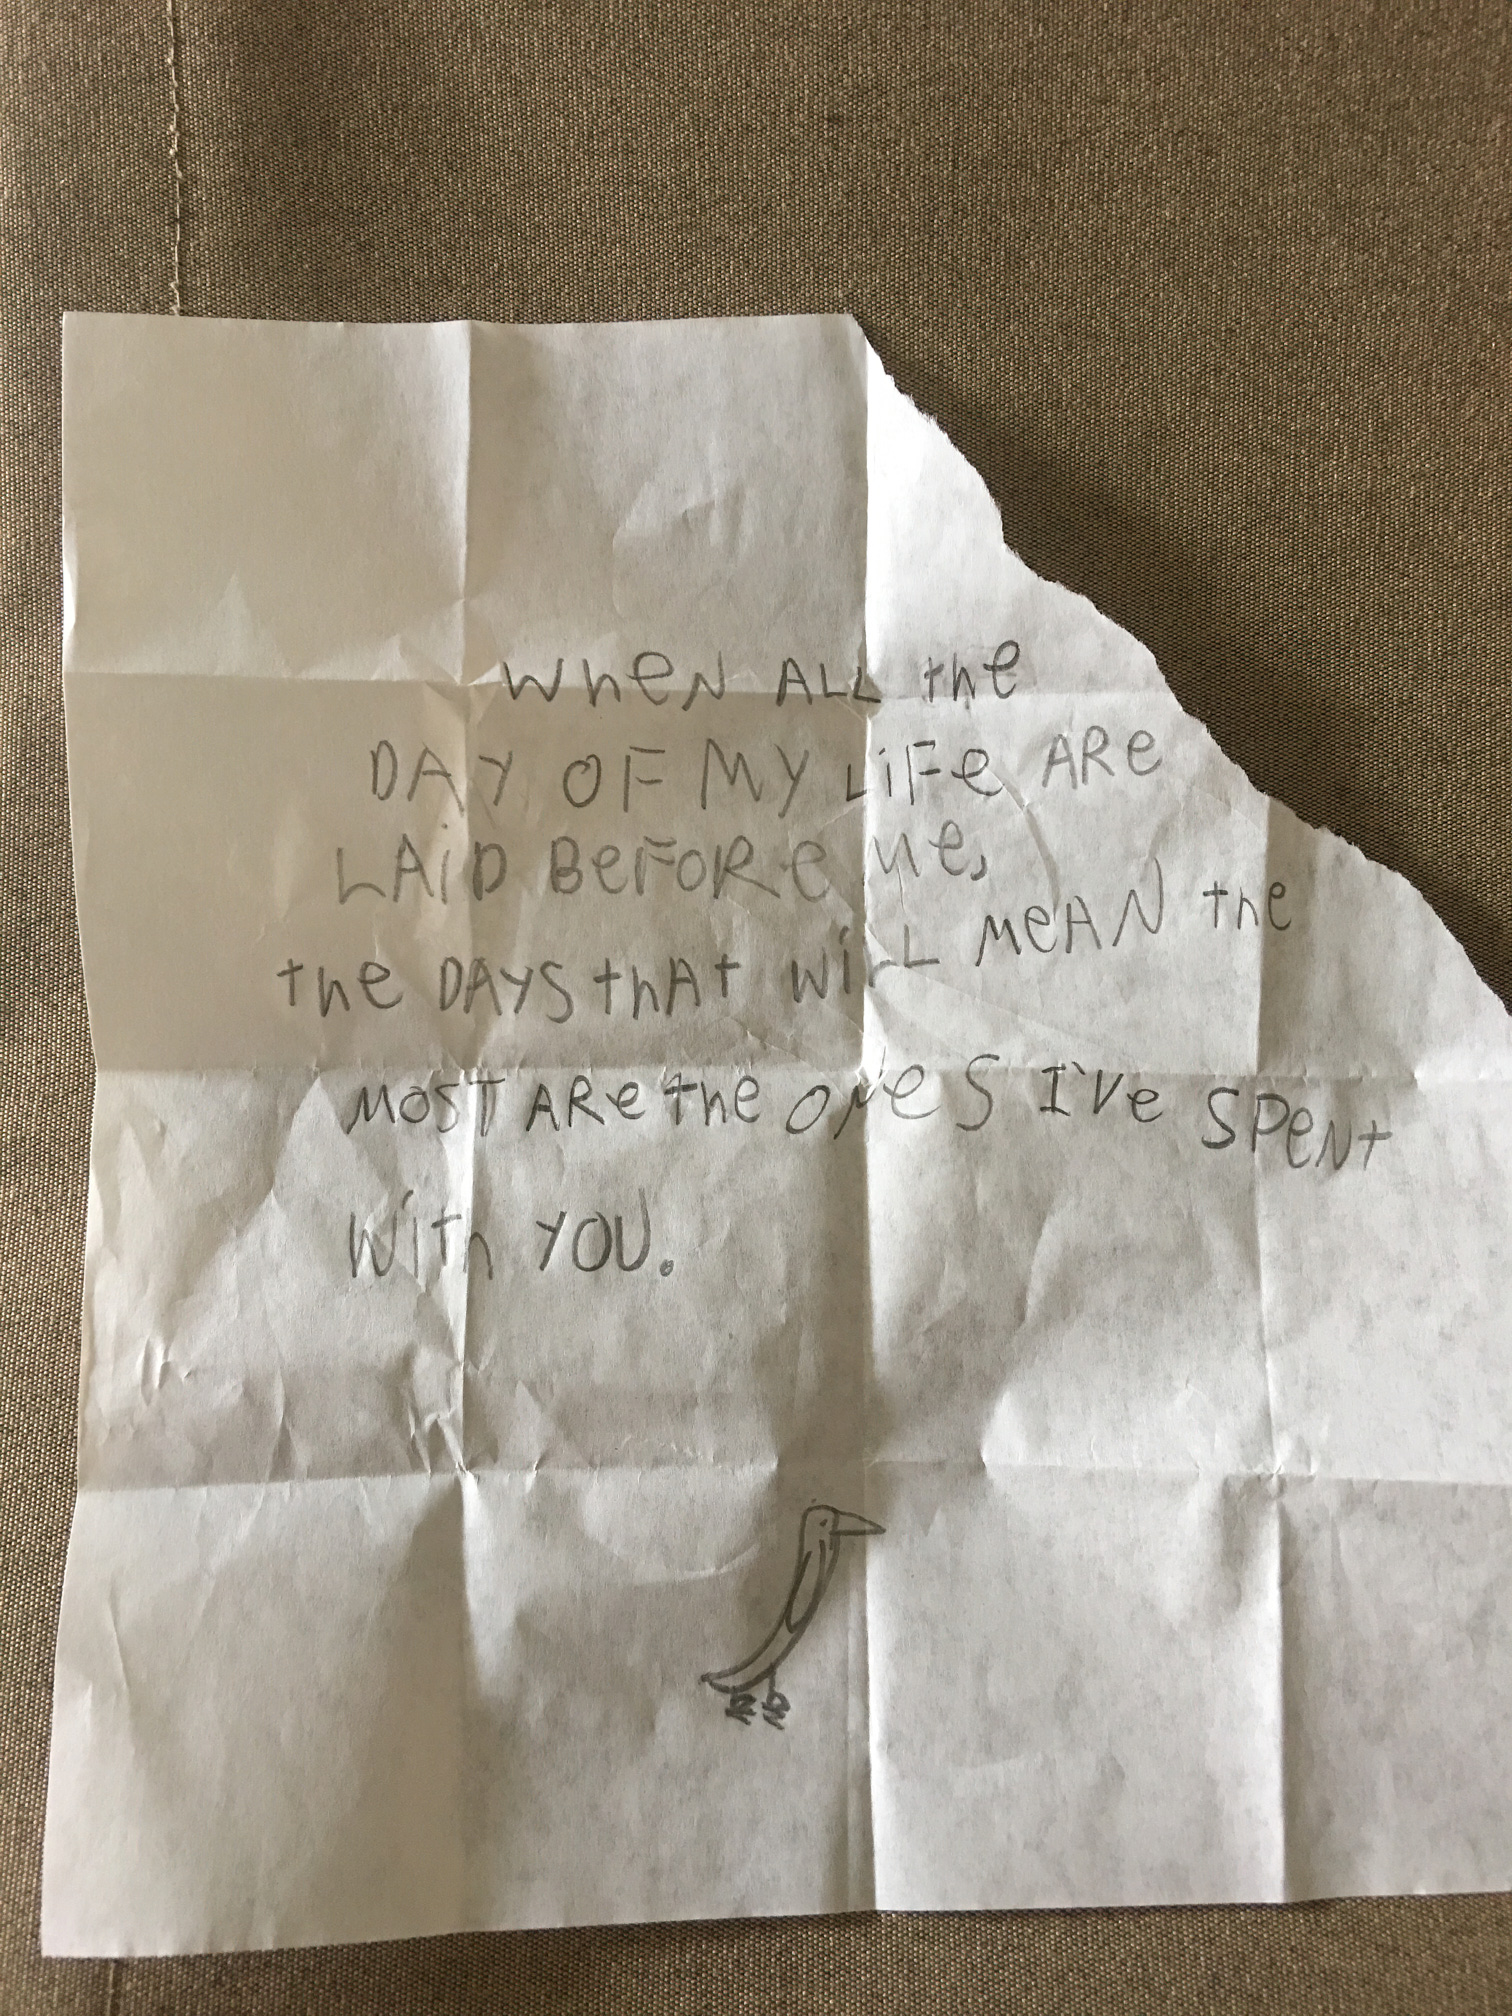 WheN ALL the
DAY OF MY LiFe ARe
LAiD BeFORe Me,
the DAYS thAt WiLL MeAN the
MOST ARe the ONeS I've SPeNt
With YOU.